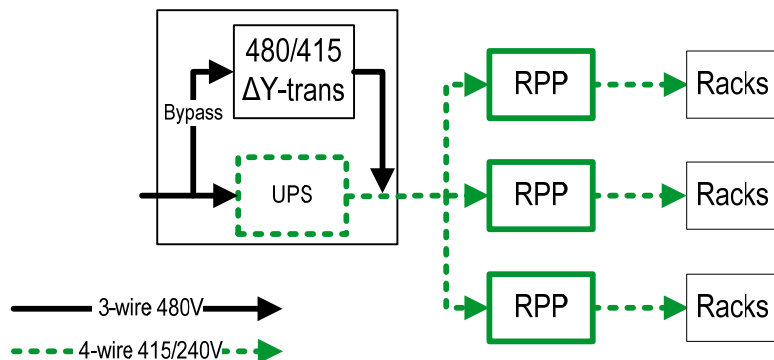 480/415
ΔY-trans
Bypass
UPS
RPP
Racks
RPP
Racks
RPP
Racks
3-wire 480V
4-wire 415/240V